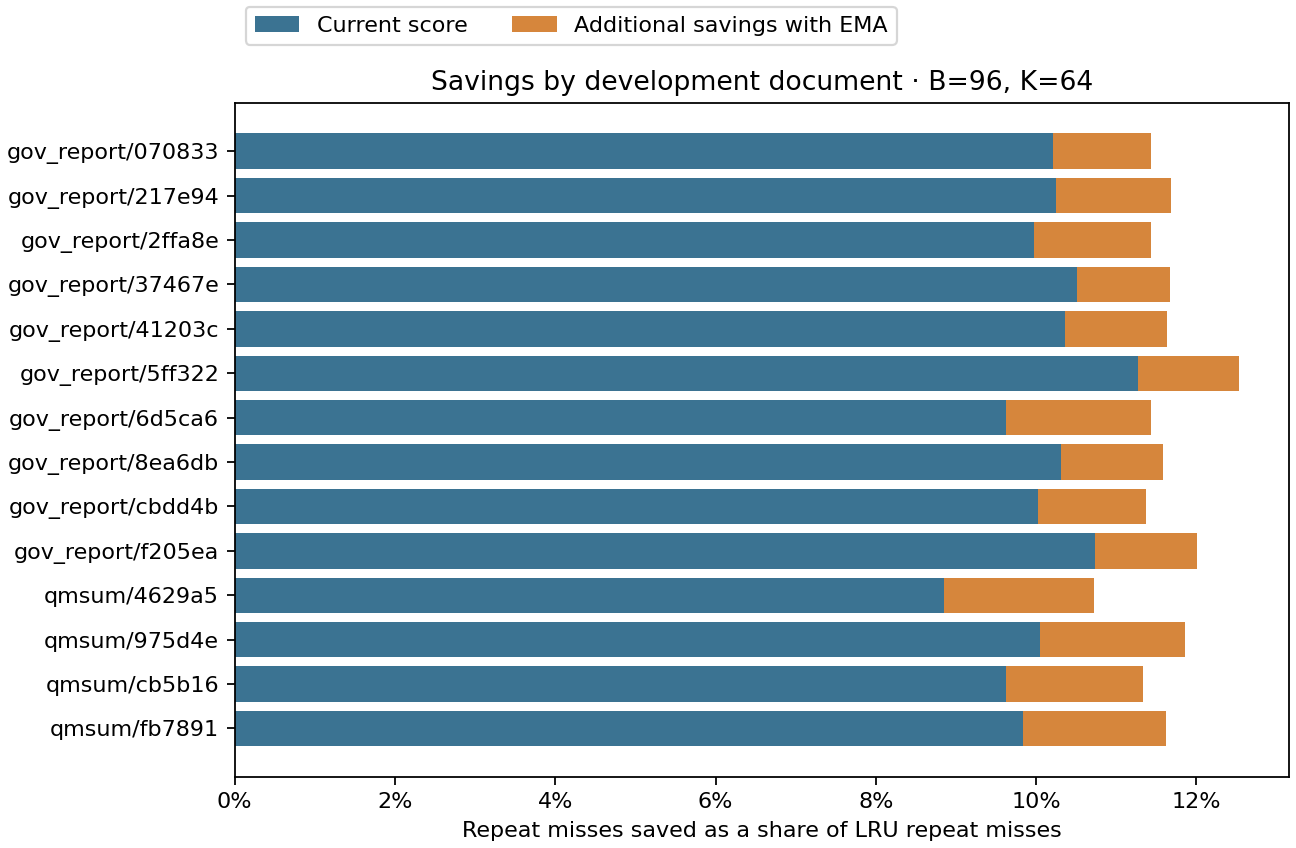 Current score
Additional savings with EMA
Savings by development document · B=96, K=64
gov_report/070833
gov_report/217e94
gov_report/2ffa8e
gov_report/37467e
gov_report/41203c
gov_report/5ff322
gov_report/6d5ca6
gov_report/8ea6db
gov_report/cbdd4b
gov_report/f205ea
qmsum/4629a5
qmsum/975d4e
qmsum/cb5b16
qmsum/fb7891
0% 2% 4% 6% 8% 10% 12%
Repeat misses saved as a share of LRU repeat misses